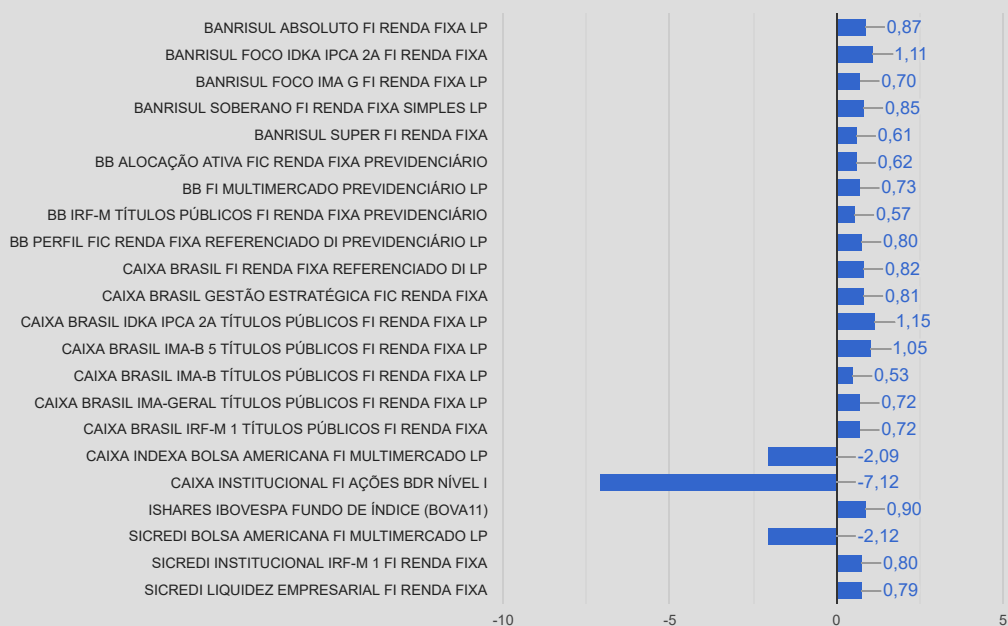 BANRISUL ABSOLUTO FI RENDA FIXA LP 0,87
BANRISUL FOCO IDKA IPCA 2A FI RENDA FIXA 1,11
BANRISUL FOCO IMA G FI RENDA FIXA LP 0,70
BANRISUL SOBERANO FI RENDA FIXA SIMPLES LP 0,85
BANRISUL SUPER FI RENDA FIXA 0,61
BB ALOCAÇÃO ATIVA FIC RENDA FIXA PREVIDENCIÁRIO 0,62
BB FI MULTIMERCADO PREVIDENCIÁRIO LP 0,73
BB IRF-M TÍTULOS PÚBLICOS FI RENDA FIXA PREVIDENCIÁRIO 0,57
BB PERFIL FIC RENDA FIXA REFERENCIADO DI PREVIDENCIÁRIO LP 0,80
CAIXA BRASIL FI RENDA FIXA REFERENCIADO DI LP 0,82
CAIXA BRASIL GESTÃO ESTRATÉGICA FIC RENDA FIXA 0,81
CAIXA BRASIL IDKA IPCA 2A TÍTULOS PÚBLICOS FI RENDA FIXA LP 1,15
CAIXA BRASIL IMA-B 5 TÍTULOS PÚBLICOS FI RENDA FIXA LP 1,05
CAIXA BRASIL IMA-B TÍTULOS PÚBLICOS FI RENDA FIXA LP 0,53
CAIXA BRASIL IMA-GERAL TÍTULOS PÚBLICOS FI RENDA FIXA LP 0,72
CAIXA BRASIL IRF-M 1 TÍTULOS PÚBLICOS FI RENDA FIXA 0,72
CAIXA INDEXA BOLSA AMERICANA FI MULTIMERCADO LP -2,09
CAIXA INSTITUCIONAL FI AÇÕES BDR NÍVEL I -7,12
ISHARES IBOVESPA FUNDO DE ÍNDICE (BOVA11) 0,90
SICREDI BOLSA AMERICANA FI MULTIMERCADO LP -2,12
SICREDI INSTITUCIONAL IRF-M 1 FI RENDA FIXA 0,80
SICREDI LIQUIDEZ EMPRESARIAL FI RENDA FIXA 0,79
-10 -5 0 5